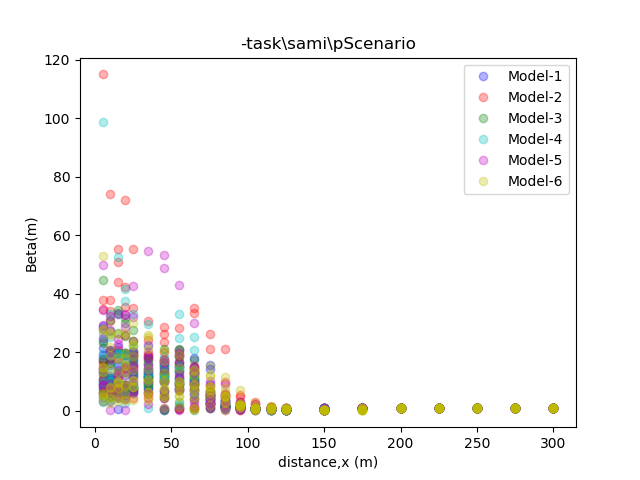 -task\sami\pScenario
120
100
80
60
40
20
0
Beta(m)
0 50 100 150 200 250 300
distance,x (m)
Model-1
Model-2
Model-3
Model-4
Model-5
Model-6